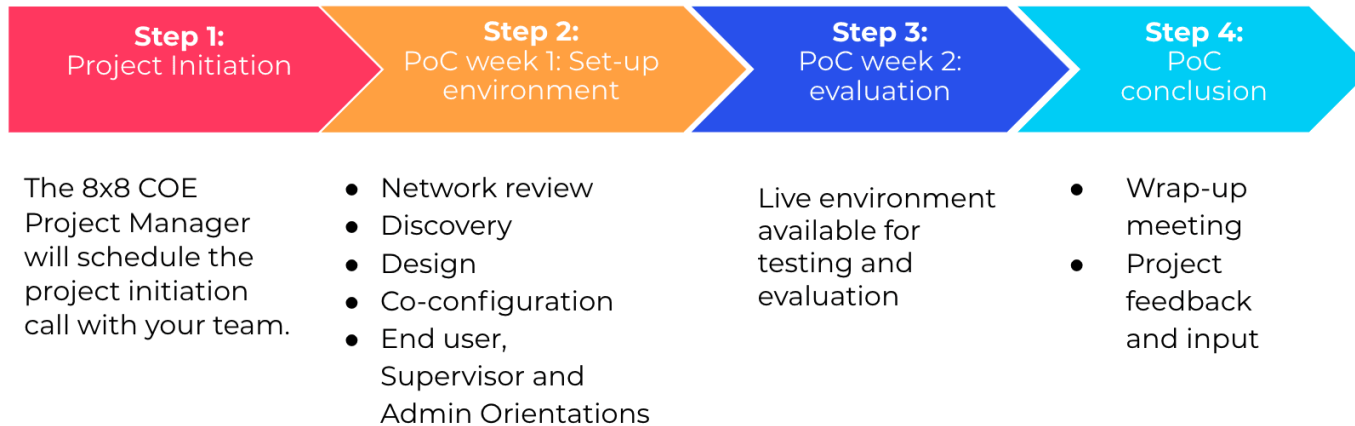 Step 1:
Project Initiation
Step 2:
PoC week 1: Set-up
environment
Step 3:
PoC week 2:
evaluation
Step 4:
PoC
conclusion
The 8x8 COE
Project Manager
will schedule the
project initiation
call with your team.
● Network review
● Discovery
● Design
● Co-configuration
● End user,
Supervisor and
Admin Orientations
Live environment
available for
testing and
evaluation
● Wrap-up
meeting
● Project
feedback
and input